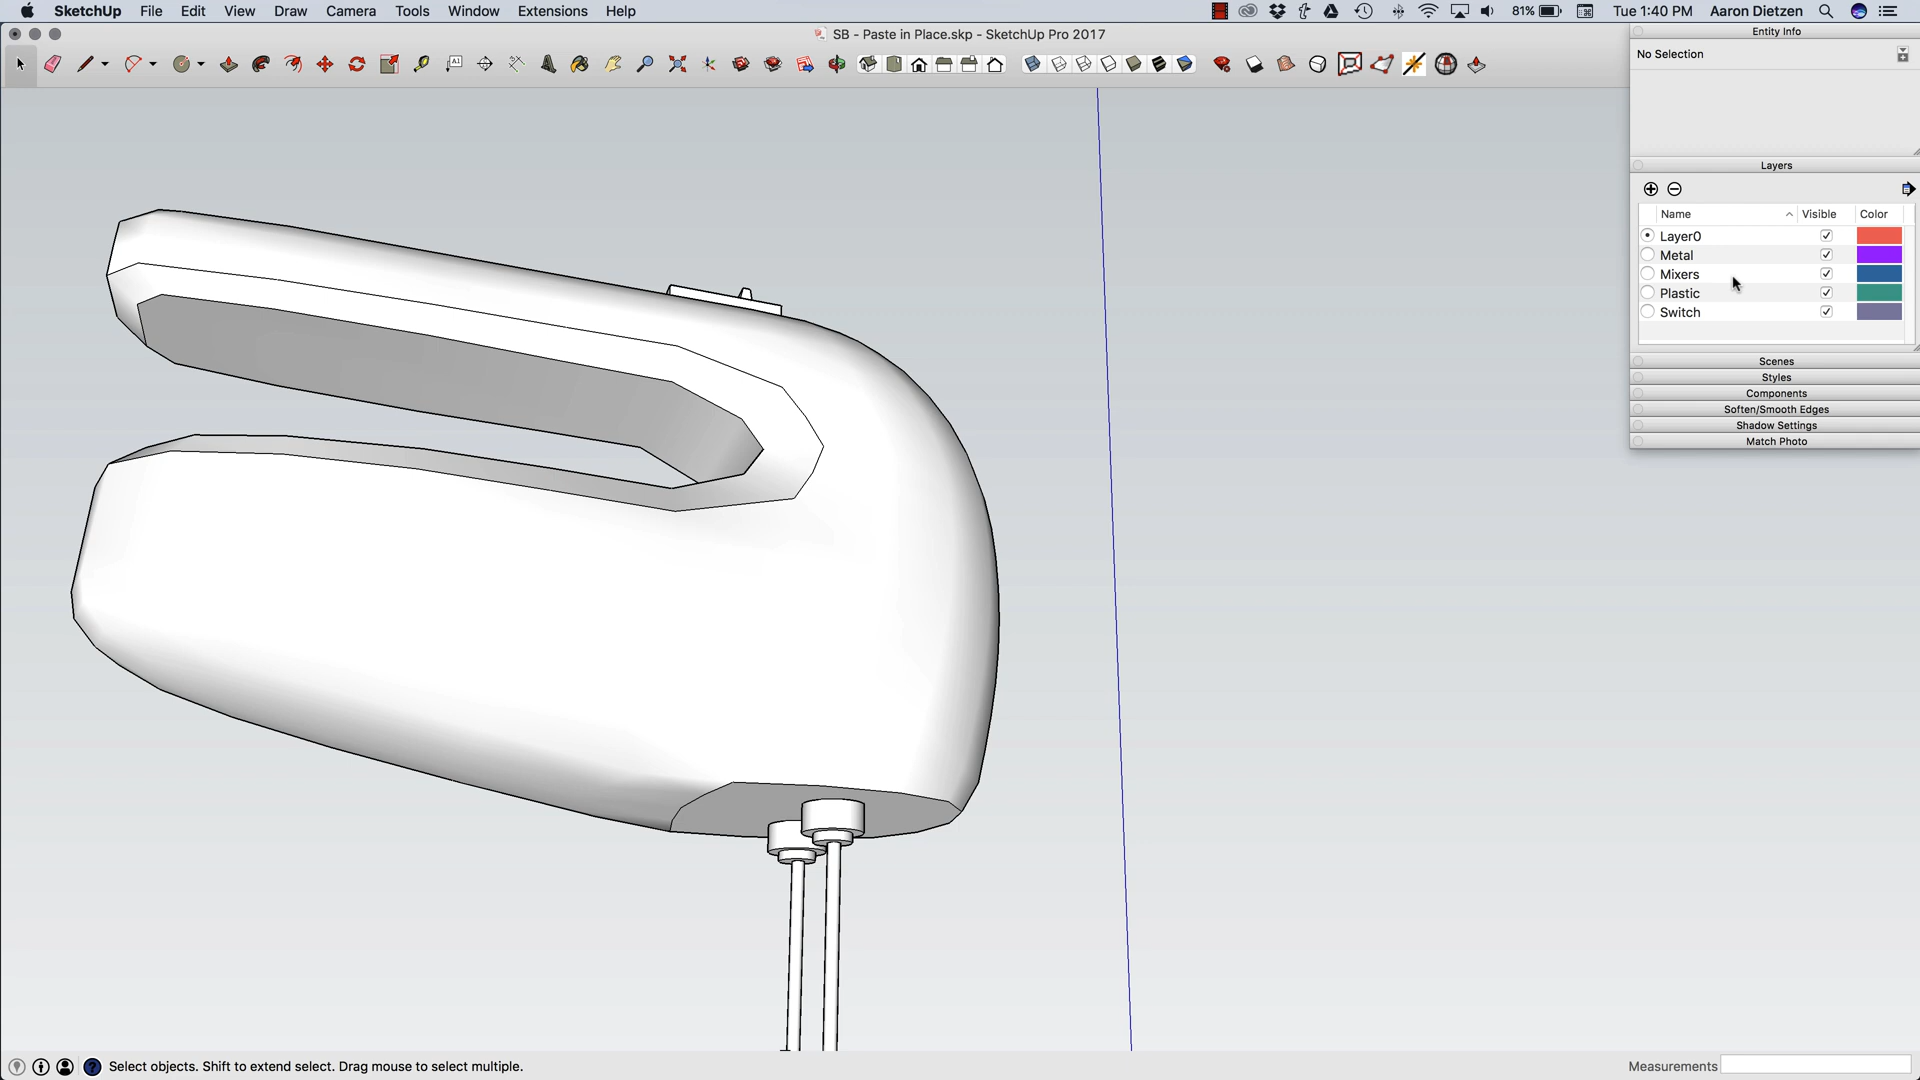 SketchUp File Edit View Draw Camera Tools Window Extensions Help 81% Tue 1:40 PM Aaron Dietzen
SB - Paste in Place.skp - SketchUp Pro 2017
Entity Info
No Selection
Layers
Name Visible Color
Layer0
Metal
Mixers
Plastic
Switch
Scenes
Styles
Components
Soften/Smooth Edges
Shadow Settings
Match Photo
Select objects. Shift to extend select. Drag mouse to select multiple.
Measurements